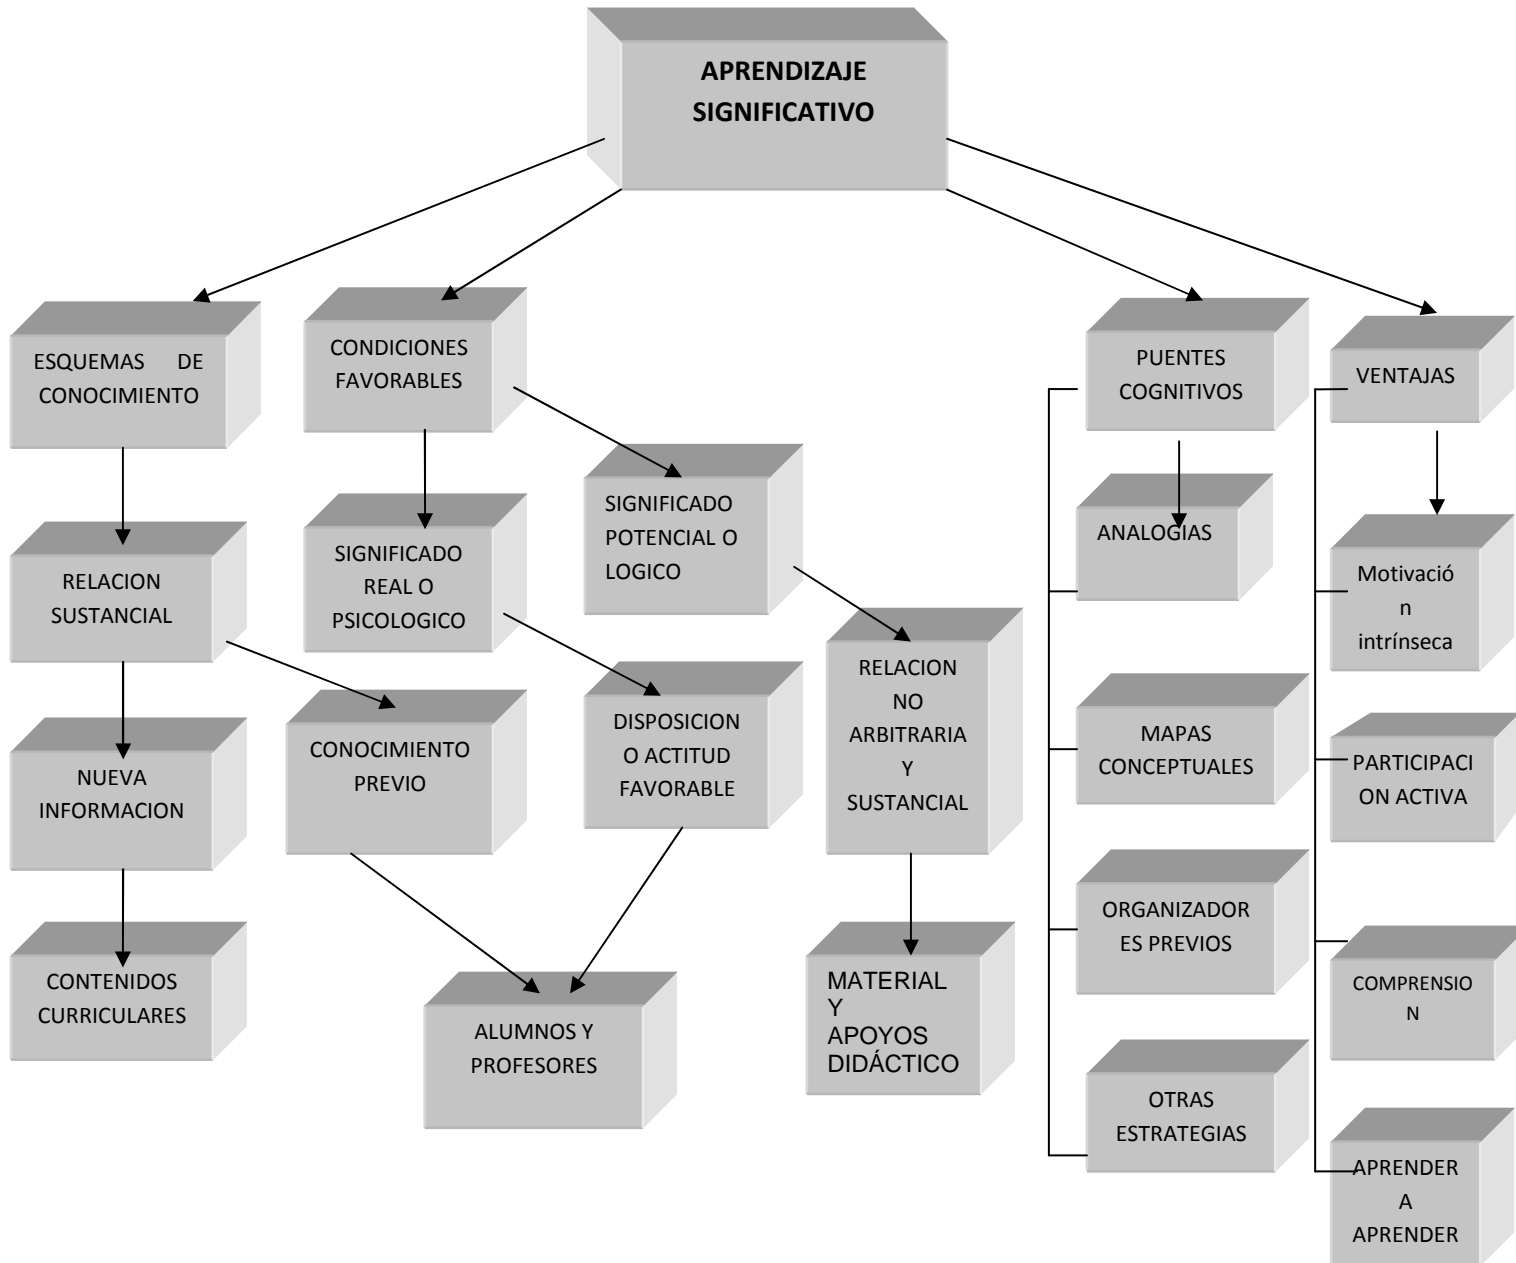 APRENDIZAJE
SIGNIFICATIVO
ESQUEMAS DE
CONOCIMIENTO
CONDICIONES
FAVORABLES
PUENTES
COGNITIVOS
VENTAJAS
RELACION
SUSTANCIAL
SIGNIFICADO
REAL O
PSICOLOGICO
SIGNIFICADO
POTENCIAL O
LOGICO
ANALOGIAS
Motivació
n
intrínseca
NUEVA
INFORMACION
CONOCIMIENTO
PREVIO
DISPOSICION
O ACTITUD
FAVORABLE
RELACION
NO
ARBITRARIA
Y
SUSTANCIAL
MAPAS
CONCEPTUALES
PARTICIPACI
ON ACTIVA
CONTENIDOS
CURRICULARES
ALUMNOS Y
PROFESORES
MATERIAL
Y
APOYOS
DIDÁCTICO
ORGANIZADOR
ES PREVIOS
COMPRENSIO
N
OTRAS
ESTRATEGIAS
APRENDER
A
APRENDER